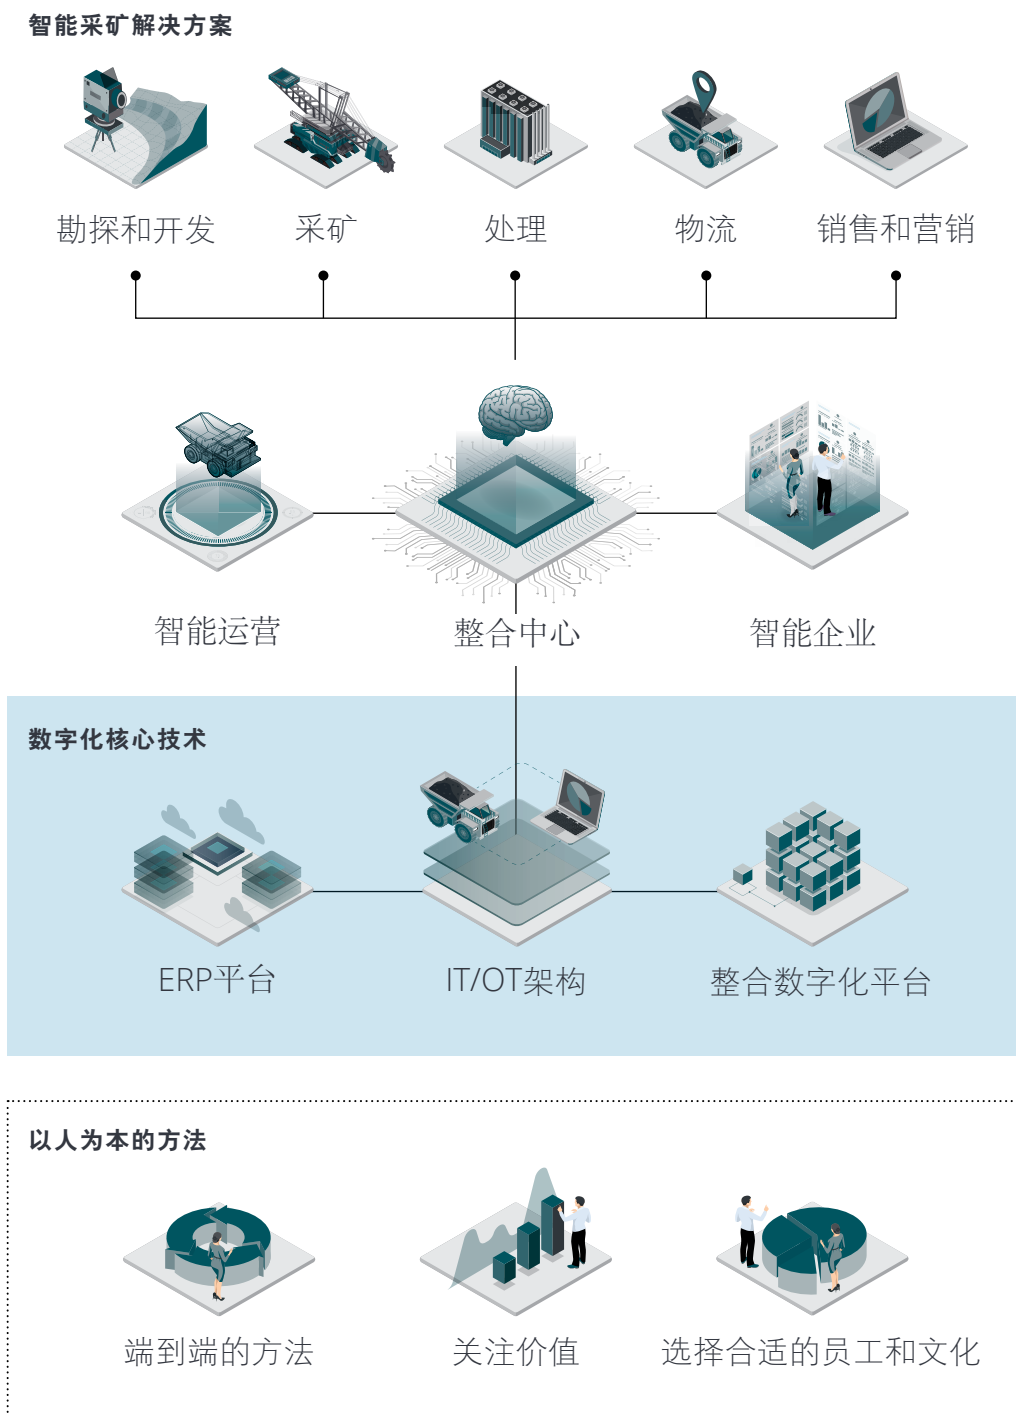 智能采矿解决方案
勘探和开发
采矿
处理
物流
销售和营销
智能运营
整合中心
智能企业
数字化核心技术
ERP平台
IT/OT架构
整合数字化平台
以人为本的方法
端到端的方法
关注价值
选择合适的员工和文化